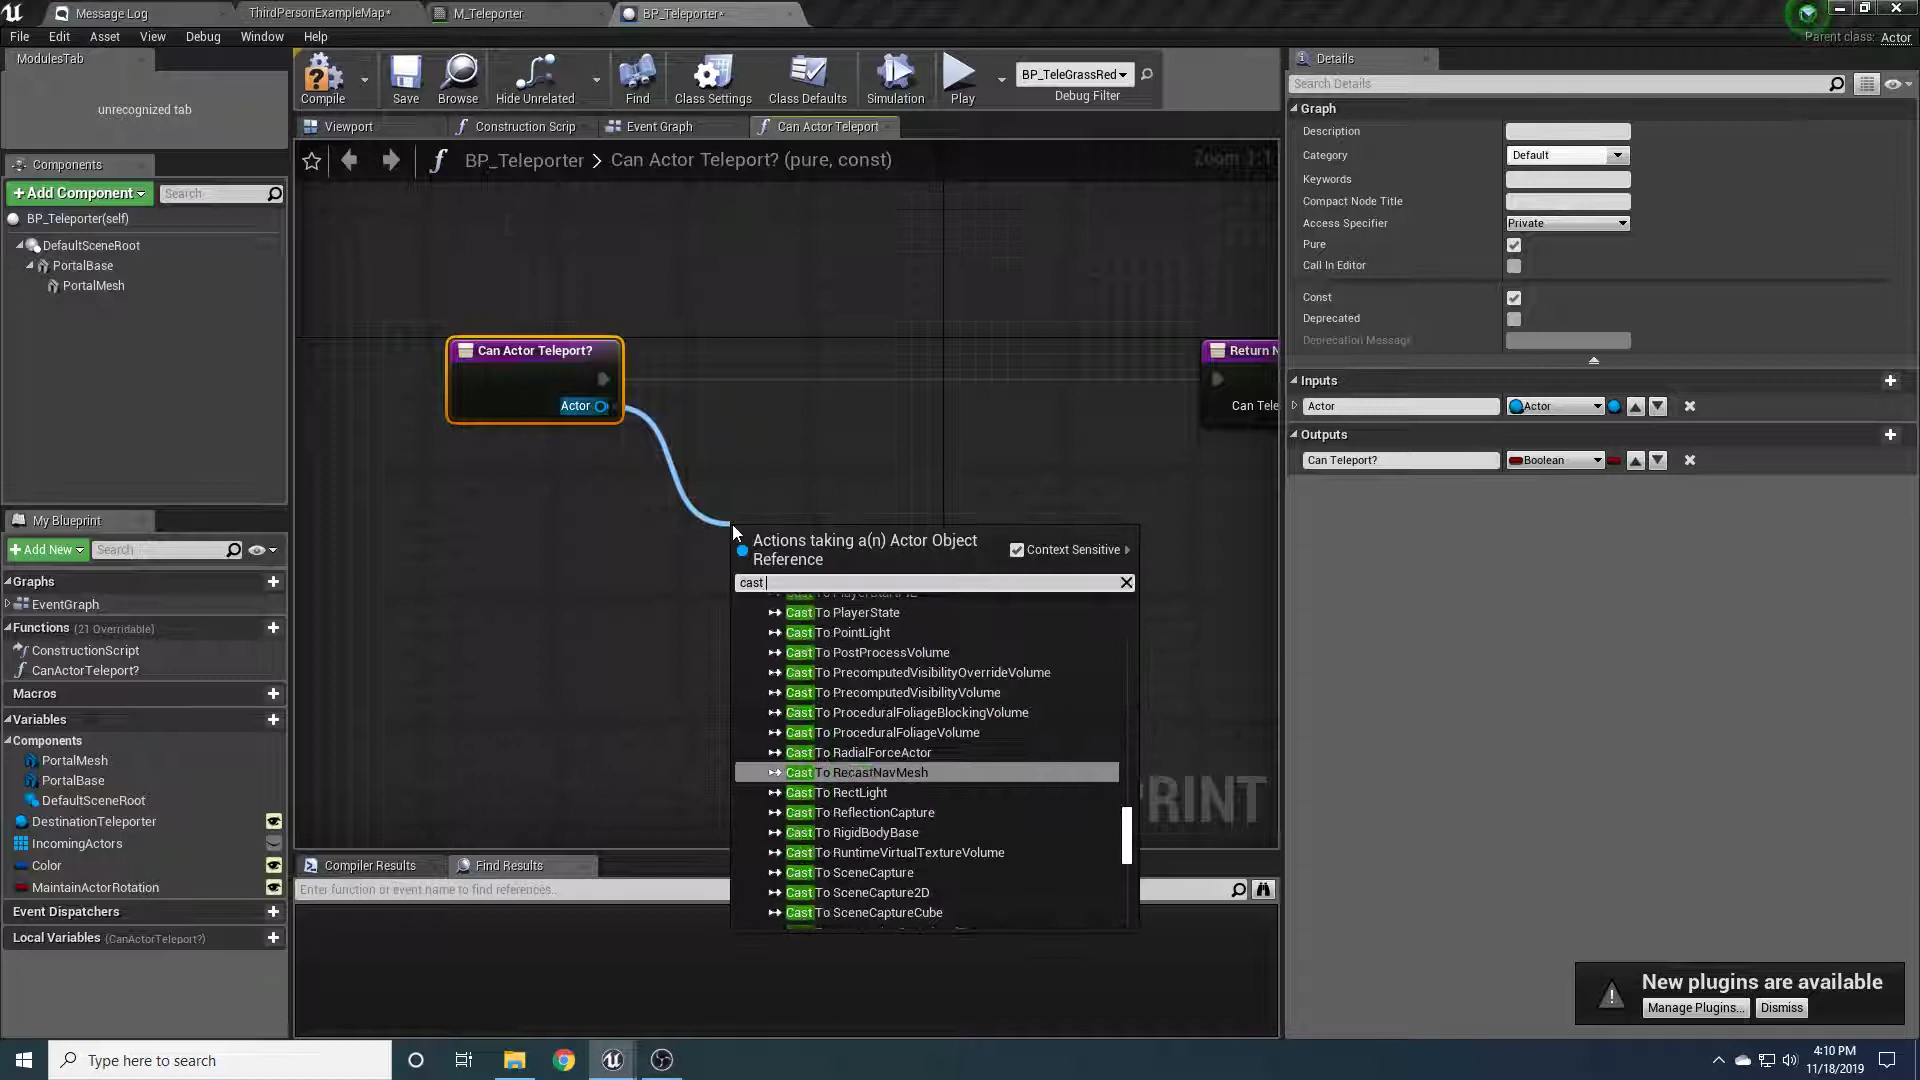 Message Log
ThirdPersonExampleMap*
M_Teleporter
BP_Teleporter*
File Edit Asset View Debug Window Help
Parent class: Actor
ModulesTab
unrecognized tab
Compile
Save
Browse
Hide Unrelated
Find
Class Settings
Class Defaults
Simulation
Play
BP_TeleGrassRed
Debug Filter
Details
Search Details
Components
+Add Component
Search
BP_Teleporter(self)
DefaultSceneRoot
PortalBase
PortalMesh
Viewport
Construction Scrip
Event Graph
Can Actor Teleport
BP_Teleporter > Can Actor Teleport? (pure, const)
Zoom 1:1
Can Actor Teleport?
Actor
Return N
Can Tele
Actions taking a(n) Actor Object
Reference
Context Sensitive
cast
Cast To PlayerState
Cast To PointLight
Cast To PostProcessVolume
Cast To PrecomputedVisibilityOverrideVolume
Cast To PrecomputedVisibilityVolume
Cast To ProceduralFoliageBlockingVolume
Cast To ProceduralFoliageVolume
Cast To RadialForceActor
Cast To RecastNavMesh
Cast To RectLight
Cast To ReflectionCapture
Cast To RigidBodyBase
Cast To RuntimeVirtualTextureVolume
Cast To SceneCapture
Cast To SceneCapture2D
Cast To SceneCaptureCube
PRINT
Graph
Description
Category Default
Keywords
Compact Node Title
Access Specifier Private
Pure
Call In Editor
Const
Deprecated
Deprecation Message
Inputs
Actor Actor
Outputs
Can Teleport? Boolean
My Blueprint
+Add New
Search
Graphs
EventGraph
Functions (21 Overridable)
ConstructionScript
CanActorTeleport?
Macros
Variables
Components
PortalMesh
PortalBase
DefaultSceneRoot
DestinationTeleporter
IncomingActors
Color
MaintainActorRotation
Event Dispatchers
Local Variables (CanActorTeleport?)
Compiler Results
Find Results
Enter function or event name to find references..
New plugins are available
Manage Plugins...
Dismiss
Type here to search
4:10 PM
11/18/2019